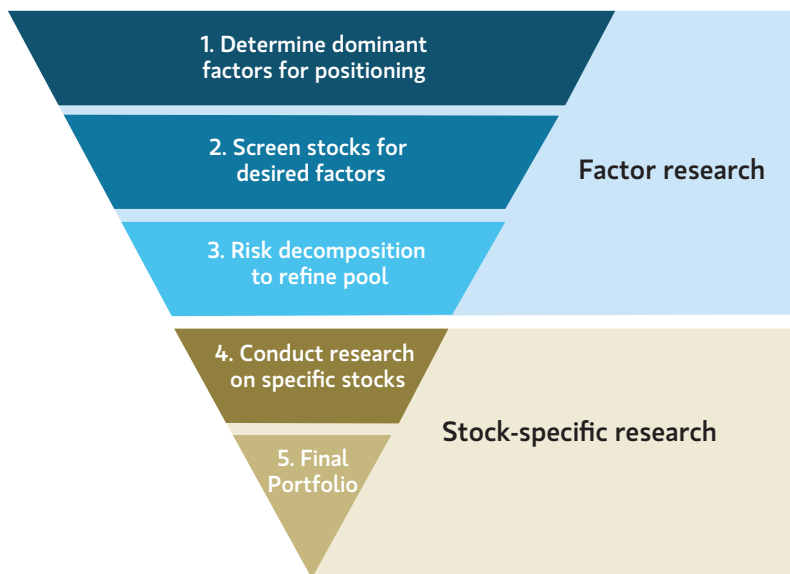 1. Determine dominant
factors for positioning
2. Screen stocks for
desired factors
Factor research
3. Risk decomposition
to refine pool
4. Conduct research
on specific stocks
Stock-specific research
5. Final
Portfolio